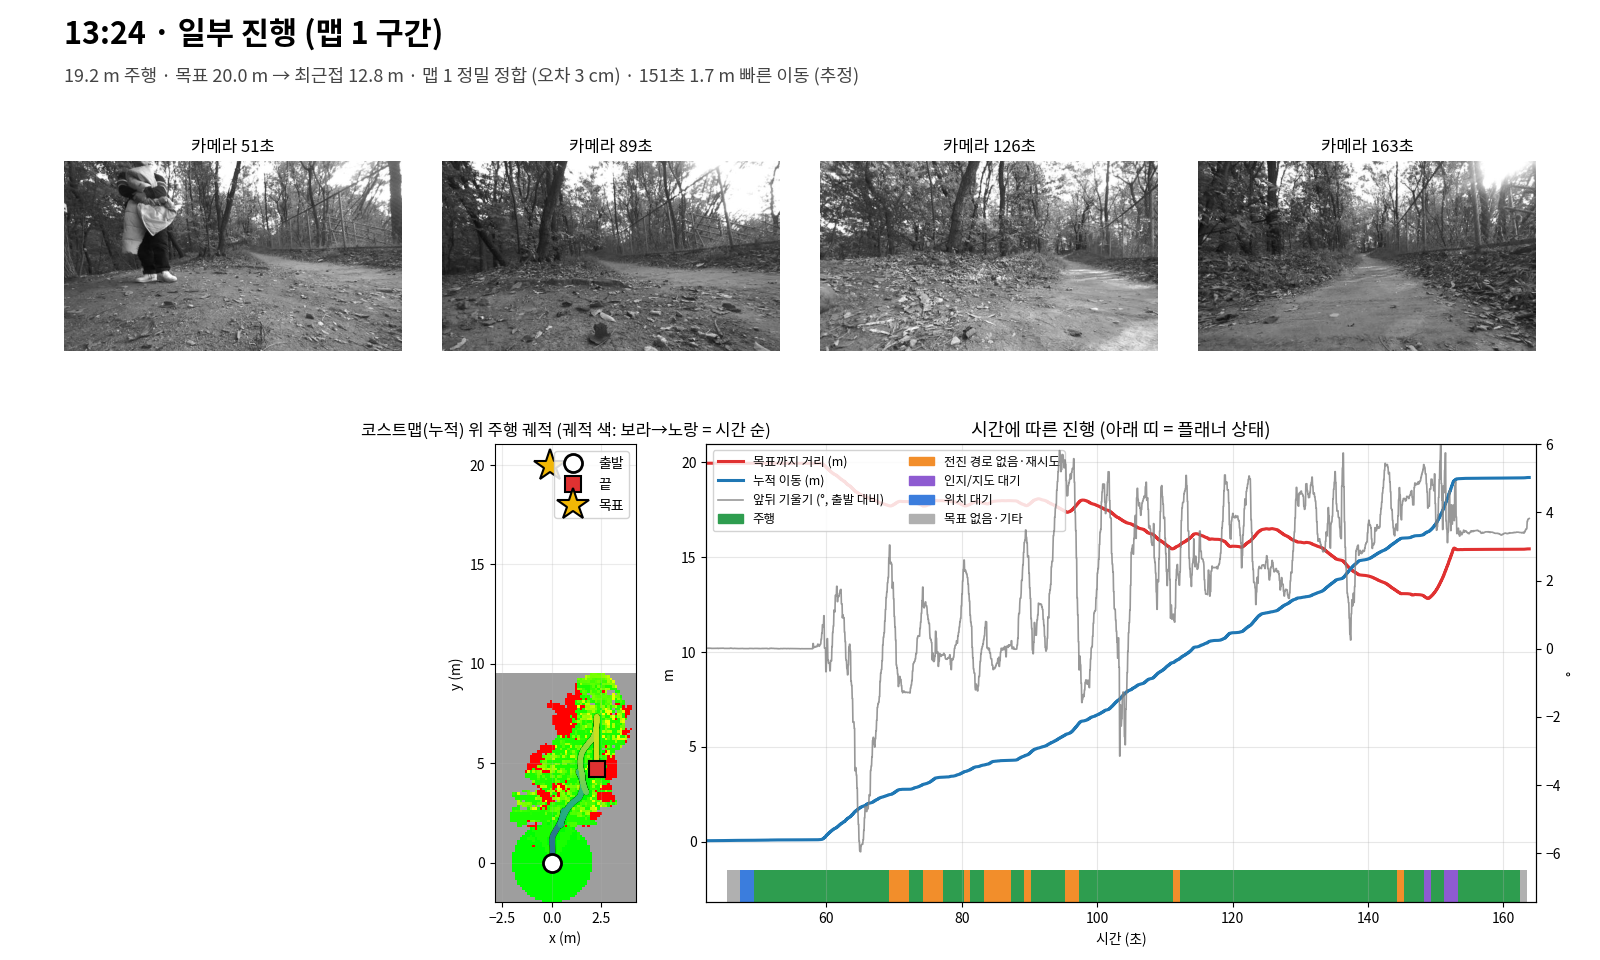 13:24 · 일부 진행 (맵 1 구간)
19.2 m 주행 · 목표 20.0 m → 최근접 12.8 m · 맵 1 정밀 정합 (오차 3 cm) · 151초 1.7 m 빠른 이동 (추정)
카메라 51초
카메라 89초
카메라 126초
카메라 163초
코스트맵(누적) 위 주행 궤적 (궤적 색: 보라→노랑 = 시간 순)
출발
끝
목표
20
15
10
5
0
y (m)
−2.5 0.0 2.5
x (m)
시간에 따른 진행 (아래 띠 = 플래너 상태)
목표까지 거리 (m)
누적 이동 (m)
앞뒤 기울기 (°, 출발 대비)
주행
전진 경로 없음·재시도
인지/지도 대기
위치 대기
목표 없음·기타
20
15
10
5
0
m
6
4
2
0
−2
−4
−6
°
60 80 100 120 140 160
시간 (초)